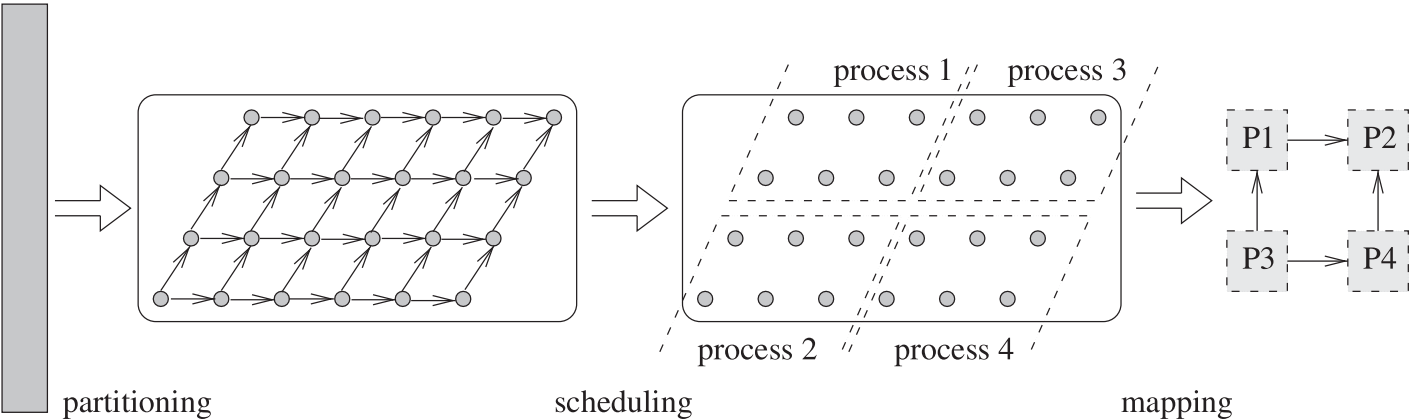 process 1
process 3
P1
P2
P3
P4
process 2
process 4
partitioning
scheduling
mapping